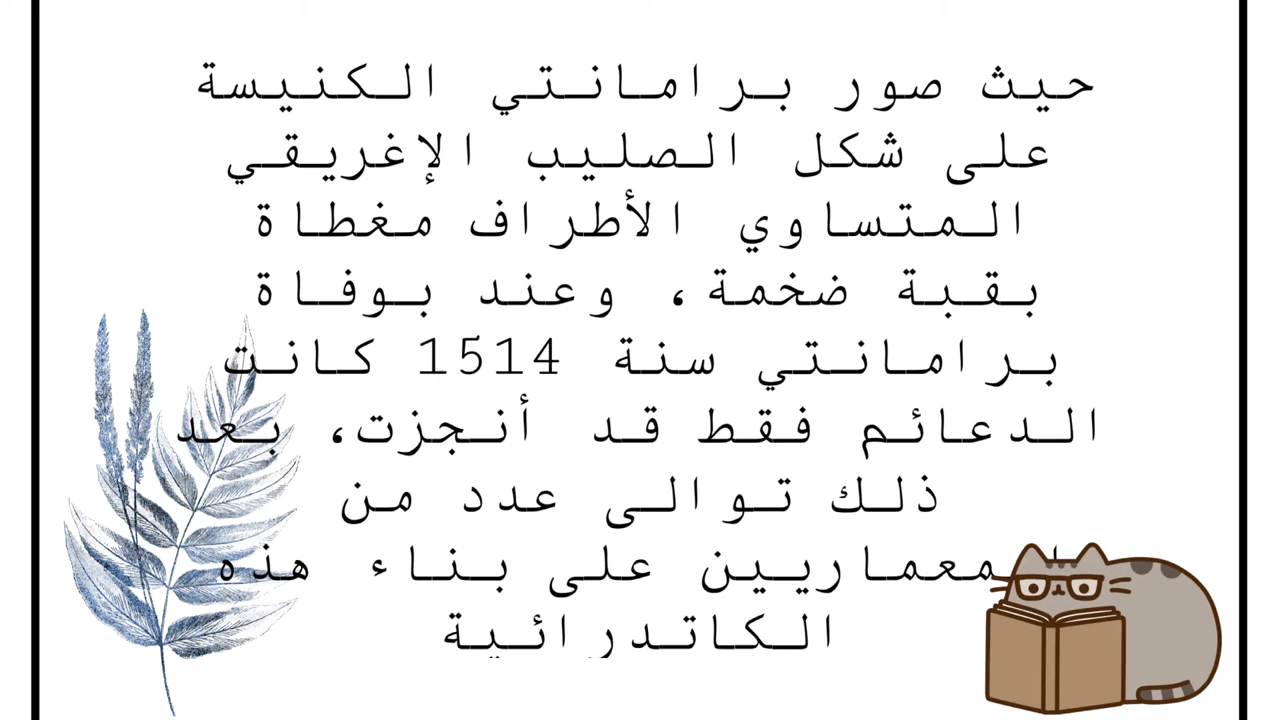 حيث صور برامانتي الكنيسة
على شكل الصليب الإغريقي
المتساوي الأطراف مغطاة
بقبة ضخمة، وعند بوفاة
برامانتي سنة 1514 كانت
الدعائم فقط قد أنجزت، بعد
ذلك توالى عدد من
المعماريين على بناء هذه
الكاتدرائية